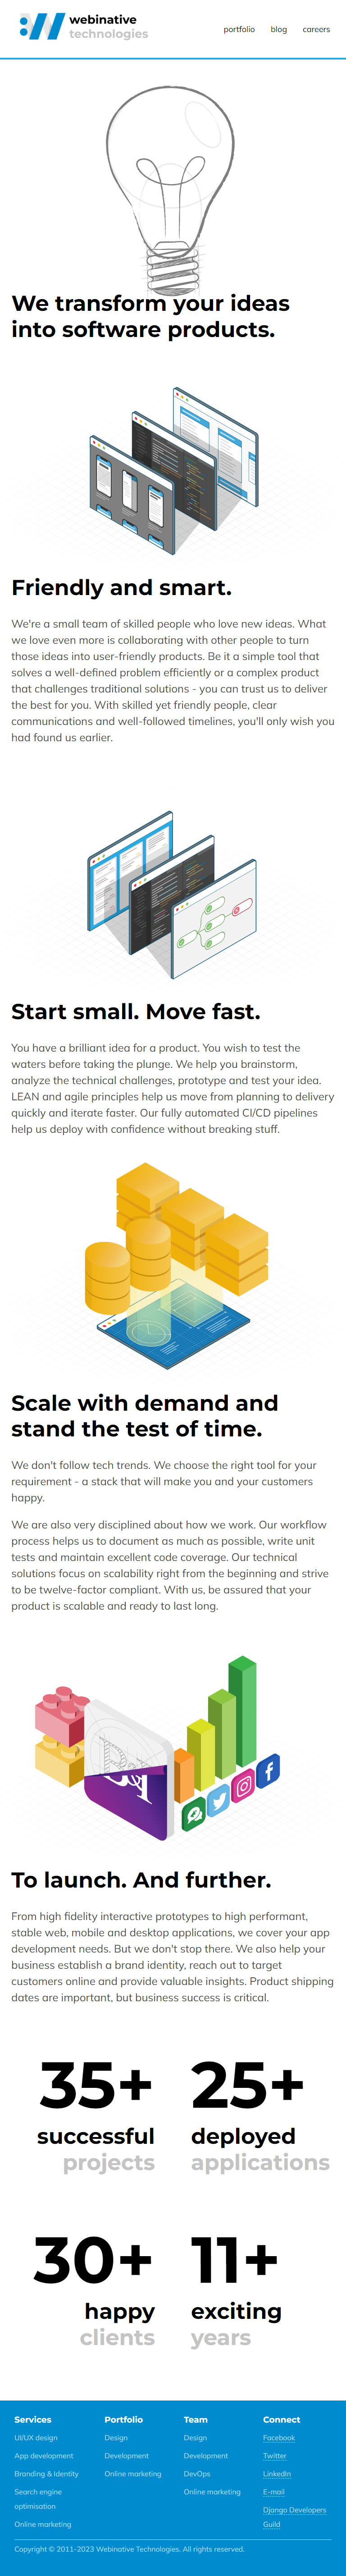 webinative
technologies
portfolio blog careers
We transform your ideas
into software products.
Friendly and smart.
We're a small team of skilled people who love new ideas. What
we love even more is collaborating with other people to turn
those ideas into user-friendly products. Be it a simple tool that
solves a well-defined problem efficiently or a complex product
that challenges traditional solutions - you can trust us to deliver
the best for you. With skilled yet friendly people, clear
communications and well-followed timelines, you'll only wish you
had found us earlier.
Start small. Move fast.
You have a brilliant idea for a product. You wish to test the
waters before taking the plunge. We help you brainstorm,
analyze the technical challenges, prototype and test your idea.
LEAN and agile principles help us move from planning to delivery
quickly and iterate faster. Our fully automated CI/CD pipelines
help us deploy with confidence without breaking stuff.
Scale with demand and
stand the test of time.
We don't follow tech trends. We choose the right tool for your
requirement - a stack that will make you and your customers
happy.
We are also very disciplined about how we work. Our workflow
process helps us to document as much as possible, write unit
tests and maintain excellent code coverage. Our technical
solutions focus on scalability right from the beginning and strive
to be twelve-factor compliant. With us, be assured that your
product is scalable and ready to last long.
To launch. And further.
From high fidelity interactive prototypes to high performant,
stable web, mobile and desktop applications, we cover your app
development needs. But we don't stop there. We also help your
business establish a brand identity, reach out to target
customers online and provide valuable insights. Product shipping
dates are important, but business success is critical.
35+
successful
projects
25+
deployed
applications
30+
happy
clients
11+
exciting
years
Services
UI/UX design
App development
Branding & Identity
Search engine
optimisation
Online marketing
Portfolio
Design
Development
Online marketing
Team
Design
Development
DevOps
Online marketing
Connect
Facebook
Twitter
LinkedIn
E-mail
Django Developers
Guild
Copyright © 2011-2023 Webinative Technologies. All rights reserved.